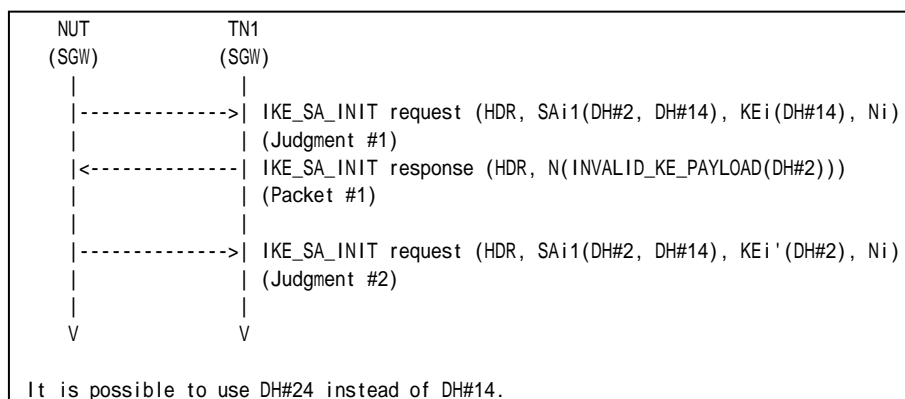 NUT TN1
(SGW) (SGW)
| |
|-------------->| IKE_SA_INIT request (HDR, SAi1(DH#2, DH#14), KEi(DH#14), Ni)
| | (Judgment #1)
|<--------------| IKE_SA_INIT response (HDR, N(INVALID_KE_PAYLOAD(DH#2)))
| | (Packet #1)
| |
|-------------->| IKE_SA_INIT request (HDR, SAi1(DH#2, DH#14), KEi'(DH#2), Ni)
| | (Judgment #2)
| |
V V
It is possible to use DH#24 instead of DH#14.